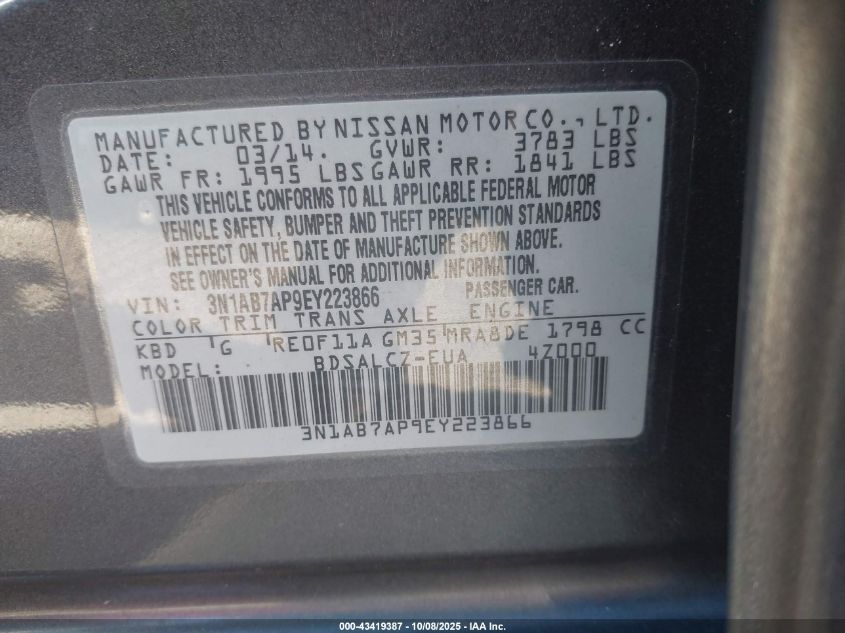 MANUFACTURED BY NISSAN MOTOR CO., LTD.
DATE: 03/14. GVWR: 3783 LBS
GAWR FR: 1995 LBS GAWR RR: 1841 LBS
THIS VEHICLE CONFORMS TO ALL APPLICABLE FEDERAL MOTOR
VEHICLE SAFETY, BUMPER AND THEFT PREVENTION STANDARDS
IN EFFECT ON THE DATE OF MANUFACTURE SHOWN ABOVE.
SEE OWNER'S MANUAL FOR ADDITIONAL INFORMATION.
VIN: 3N1AB7AP9EY223866 PASSENGER CAR.
COLOR TRIM TRANS AXLE ENGINE
KBD G RE0F11A GM35 MRA8DE 1798 CC
MODEL: BDSALCZ-EUA 4Z000
3N1AB7AP9EY223866
000-43419387 - 10/08/2025 - IAA Inc.